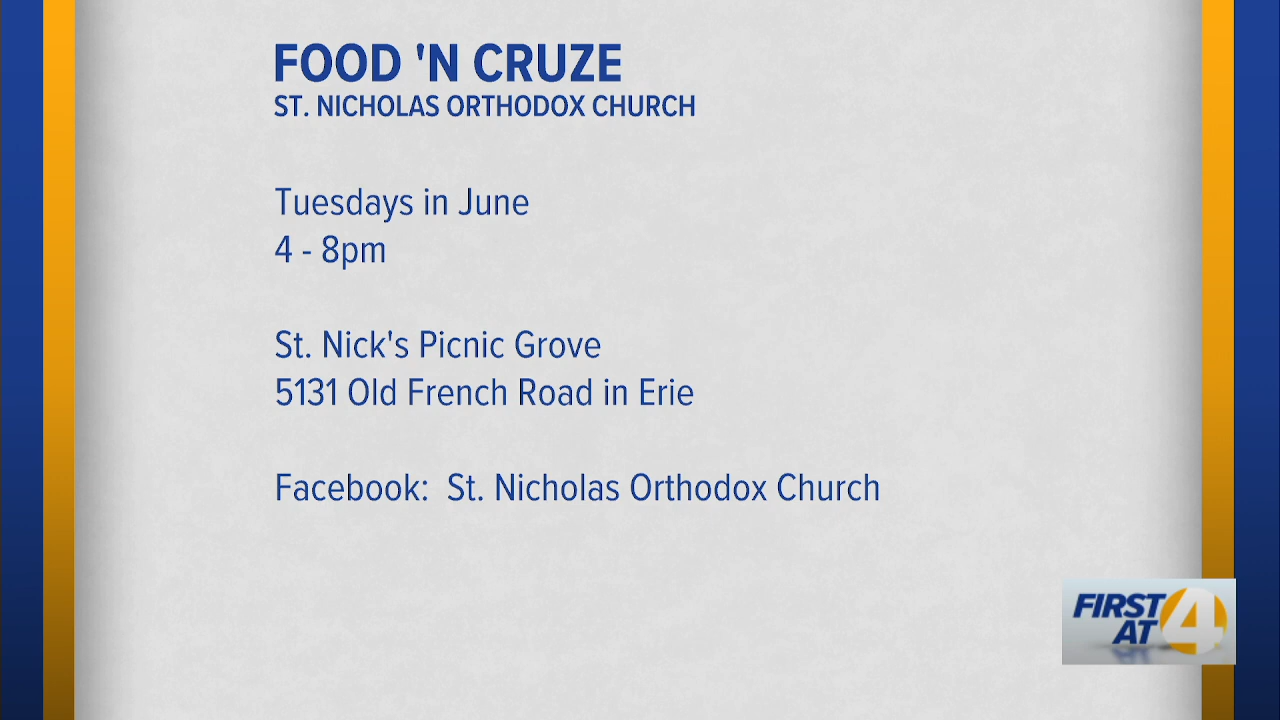 FOOD 'N CRUZE
ST. NICHOLAS ORTHODOX CHURCH
Tuesdays in June
4 - 8pm
St. Nick's Picnic Grove
5131 Old French Road in Erie
Facebook:  St. Nicholas Orthodox Church
FIRST
AT 4